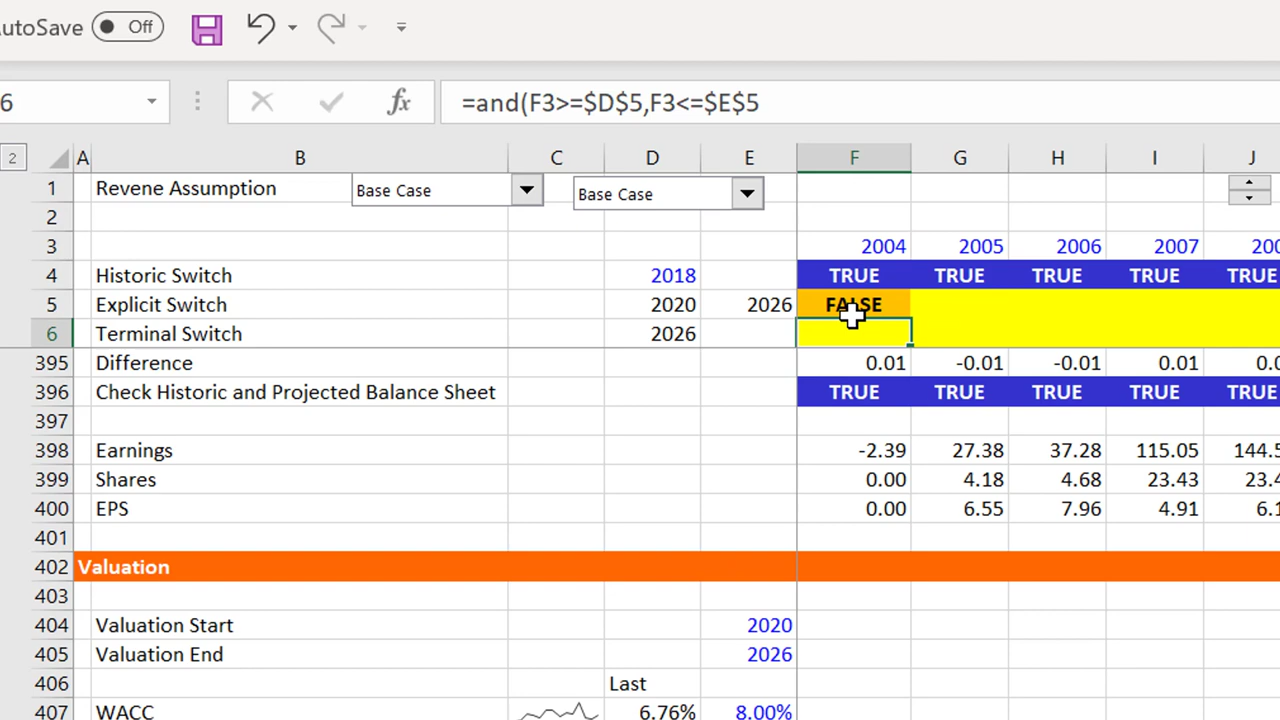 utoSave Off
6 fx =and(F3>=$D$5,F3<=$E$5
2 A B C D E F G H I J
1 Revene Assumption Base Case Base Case
2
3 2004 2005 2006 2007 200
4 Historic Switch 2018 TRUE TRUE TRUE TRUE TRUE
5 Explicit Switch 2020 2026 FALSE
6 Terminal Switch 2026
395 Difference 0.01 -0.01 -0.01 0.01 0.0
396 Check Historic and Projected Balance Sheet TRUE TRUE TRUE TRUE TRUE
397
398 Earnings -2.39 27.38 37.28 115.05 144.5
399 Shares 0.00 4.18 4.68 23.43 23.4
400 EPS 0.00 6.55 7.96 4.91 6.1
401
402 Valuation
403
404 Valuation Start 2020
405 Valuation End 2026
406 Last
407 WACC 6.76% 8.00%